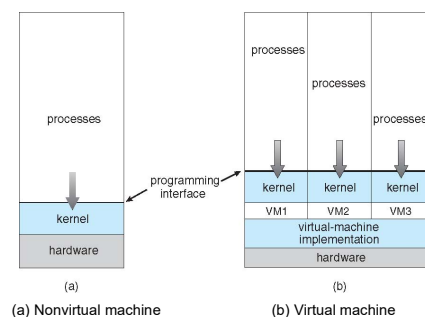 processes
kernel
hardware
(a)
(a) Nonvirtual machine
programming
interface
processes
processes
processes
kernel kernel kernel
VM1 VM2 VM3
virtual-machine
implementation
hardware
(b)
(b) Virtual machine